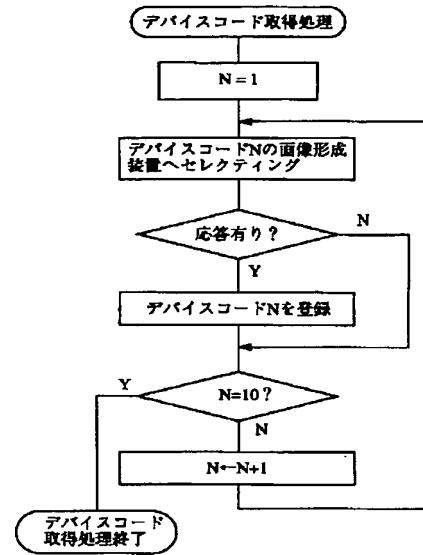 デバイスコード取得処理
N=1
デバイスコードNの画像形成
装置へセレクティング
応答有り？
N
Y
デバイスコードNを登録
Y
N=10？
N
N←N+1
デバイスコード
取得処理終了